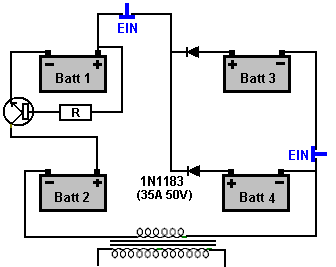 EIN
- +
Batt 1
+ -
Batt 3
R
EIN
1N1183
(35A 50V)
- +
Batt 2
- +
Batt 4